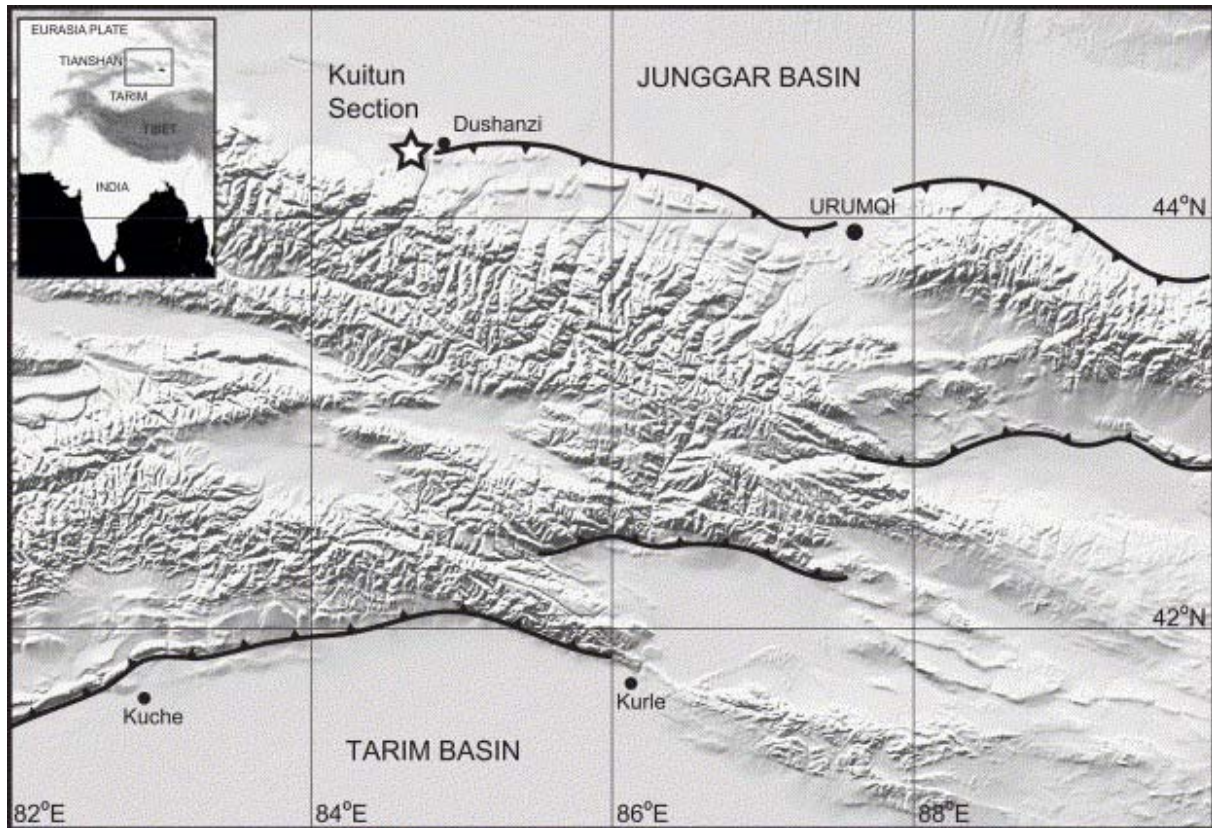 EURASIA PLATE
TIANSHAN
TARIM
TIBET
INDIA
Kuitun
Section
JUNGGAR BASIN
Dushanzi
44°N
URUMQI
42°N
Kuche
Kurle
TARIM BASIN
82°E
84°E
86°E
88°E